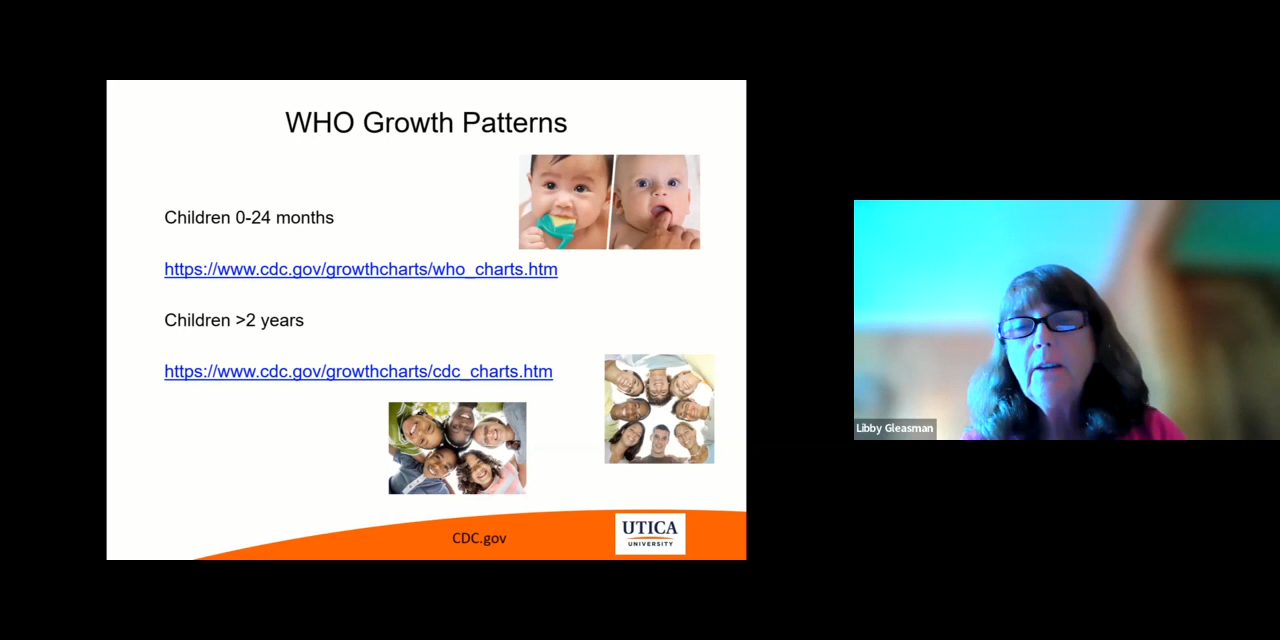 WHO Growth Patterns
Children 0-24 months
https://www.cdc.gov/growthcharts/who_charts.htm
Children >2 years
https://www.cdc.gov/growthcharts/cdc_charts.htm
CDC.gov
UTICA
UNIVERSITY
Libby Gleasman